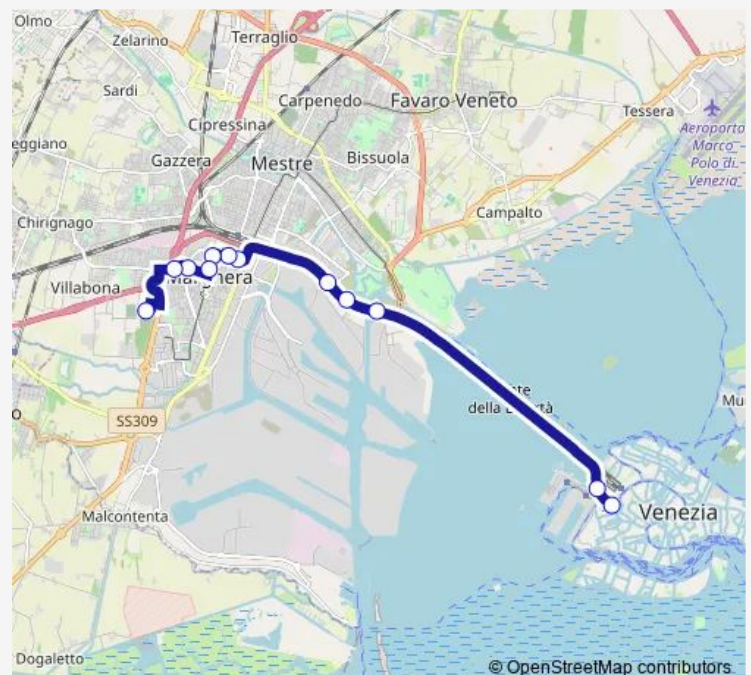 Olmo
Zelarino
Terraglio
Sardi
Carpenedo
Favaro Veneto
Tessera
Cipressina
eggiano
Gazzera
Mestre
Bissuola
Aeroporto
Marco
Polo di
Venezia
Chirignago
Campalto
Villabona
SS309
della
Mu
Malcontenta
Venezia
Dogaletto
© OpenStreetMap contributors